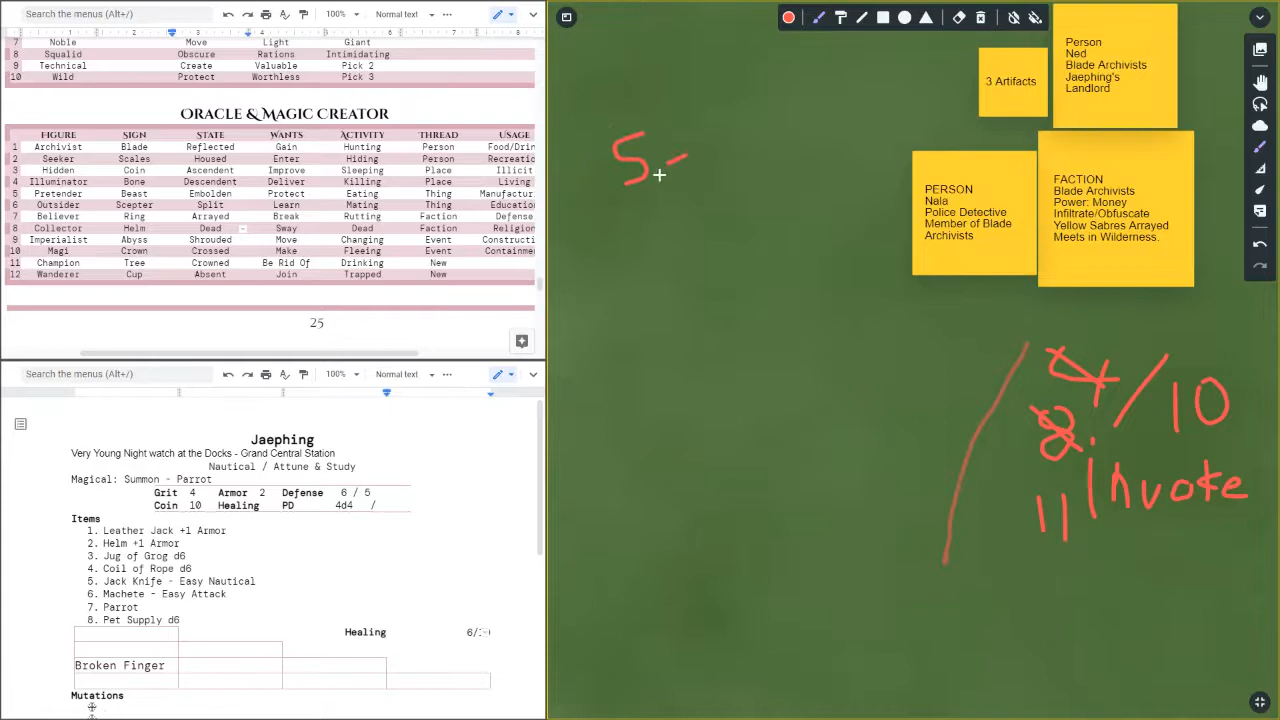 Search the menus (Alt+/)
100%
Normal text
1 2 3 4 5 6 7 8
7 Noble Move Light Giant
8 Squalid Obscure Rations Intimidating
9 Technical Create Valuable Pick 2
10 Wild Protect Worthless Pick 3
ORACLE & MAGIC CREATOR
FIGURE SIGN STATE WANTS ACTIVITY THREAD USAGE
1 Archivist Blade Reflected Gain Hunting Person Food/Drin
2 Seeker Scales Housed Enter Hiding Person Recreatio
3 Hidden Coin Ascendent Improve Sleeping Place Illicit
4 Illuminator Bone Descendent Deliver Killing Place Living
5 Pretender Beast Embolden Protect Eating Thing Manufactur
6 Outsider Scepter Split Learn Mating Thing Educatio
7 Believer Ring Arrayed Break Rutting Faction Defense
8 Collector Helm Dead Sway Dead Faction Religion
9 Imperialist Abyss Shrouded Move Changing Event Constructi
10 Magi Crown Crossed Make Fleeing Event Containme
11 Champion Tree Crowned Be Rid Of Drinking New
12 Wanderer Cup Absent Join Trapped New
25
Search the menus (Alt+/)
100%
Normal text
Jaephing
Very Young Night watch at the Docks - Grand Central Station
Nautical / Attune & Study
Magical: Summon - Parrot
Grit 4 Armor 2 Defense 6 / 5
Coin 10 Healing PD 4d4 /
Items
1. Leather Jack +1 Armor
2. Helm +1 Armor
3. Jug of Grog d6
4. Coil of Rope d6
5. Jack Knife - Easy Nautical
6. Machete - Easy Attack
7. Parrot
8. Pet Supply d6
Healing
Broken Finger
Mutations
3 Artifacts
Person
Ned
Blade Archivists
Jaephing's
Landlord
PERSON
Nala
Police Detective
Member of Blade
Archivists
FACTION
Blade Archivists
Power: Money
Infiltrate/Obfuscate
Yellow Sabres Arrayed
Meets in Wilderness.
5 -
4/10
8
11 invoke